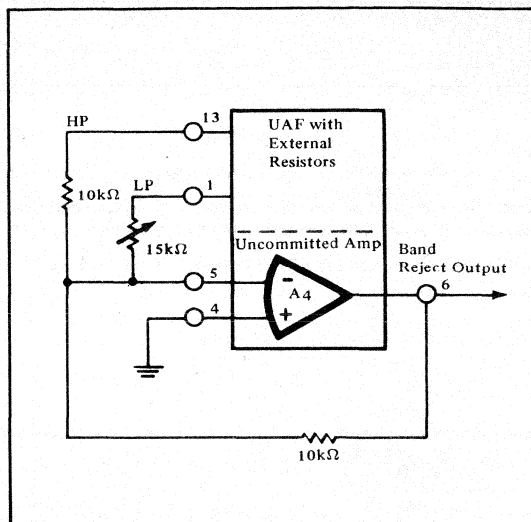 HP
13
UAF with
External
Resistors
10kΩ
LP
1
15kΩ
Uncommitted Amp
Band
Reject Output
5
-
A4
6
4
+
10kΩ